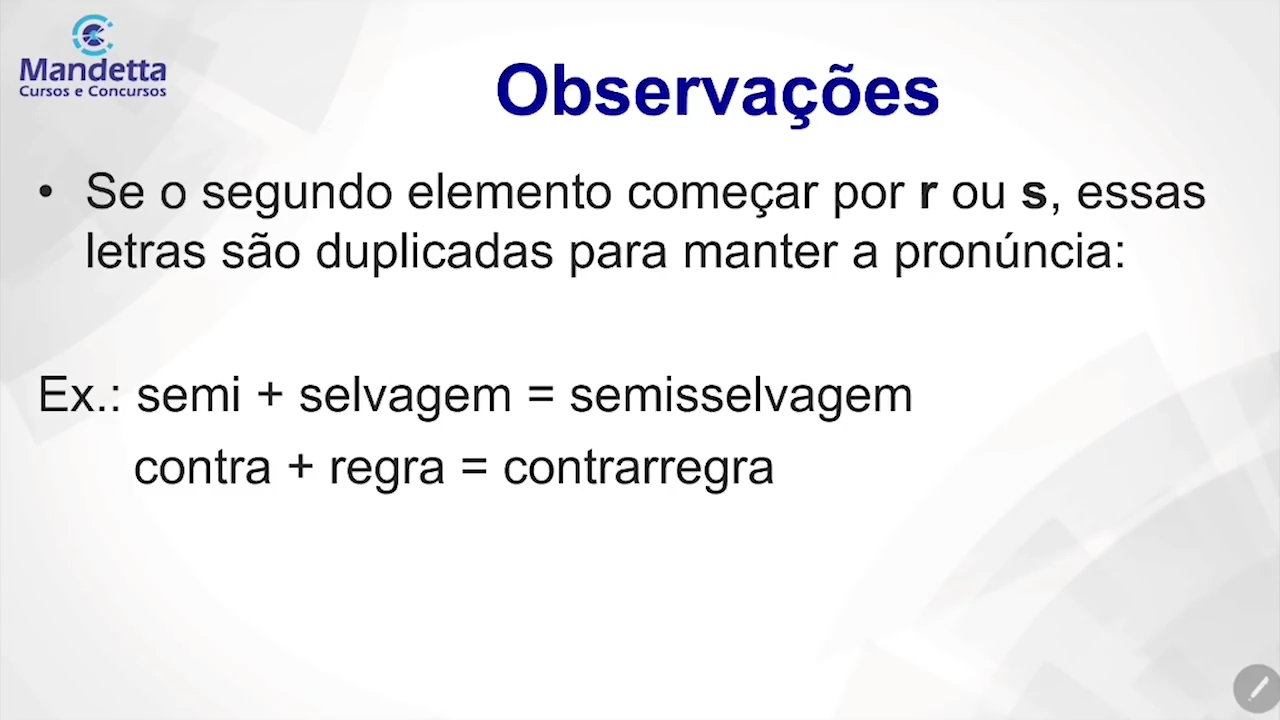 Mandetta
Cursos e Concursos
Observações
• Se o segundo elemento começar por r ou s, essas
letras são duplicadas para manter a pronúncia:
Ex.: semi + selvagem = semisselvagem
contra + regra = contrarregra